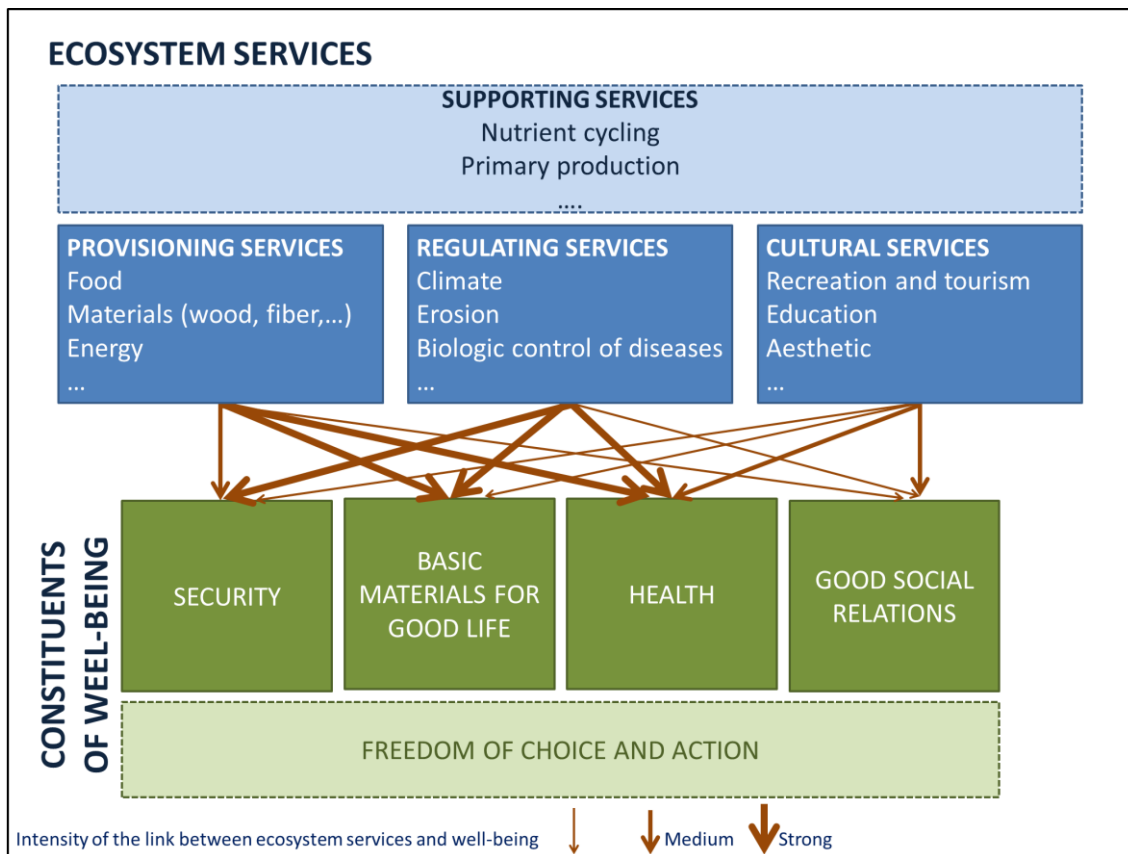 ECOSYSTEM SERVICES
SUPPORTING SERVICES
Nutrient cycling
Primary production
....
PROVISIONING SERVICES
Food
Materials (wood, fiber,...)
Energy
...
REGULATING SERVICES
Climate
Erosion
Biologic control of diseases
...
CULTURAL SERVICES
Recreation and tourism
Education
Aesthetic
...
CONSTITUENTS
OF WEEL-BEING
SECURITY
BASIC
MATERIALS FOR
GOOD LIFE
HEALTH
GOOD SOCIAL
RELATIONS
FREEDOM OF CHOICE AND ACTION
Intensity of the link between ecosystem services and well-being
Medium
Strong